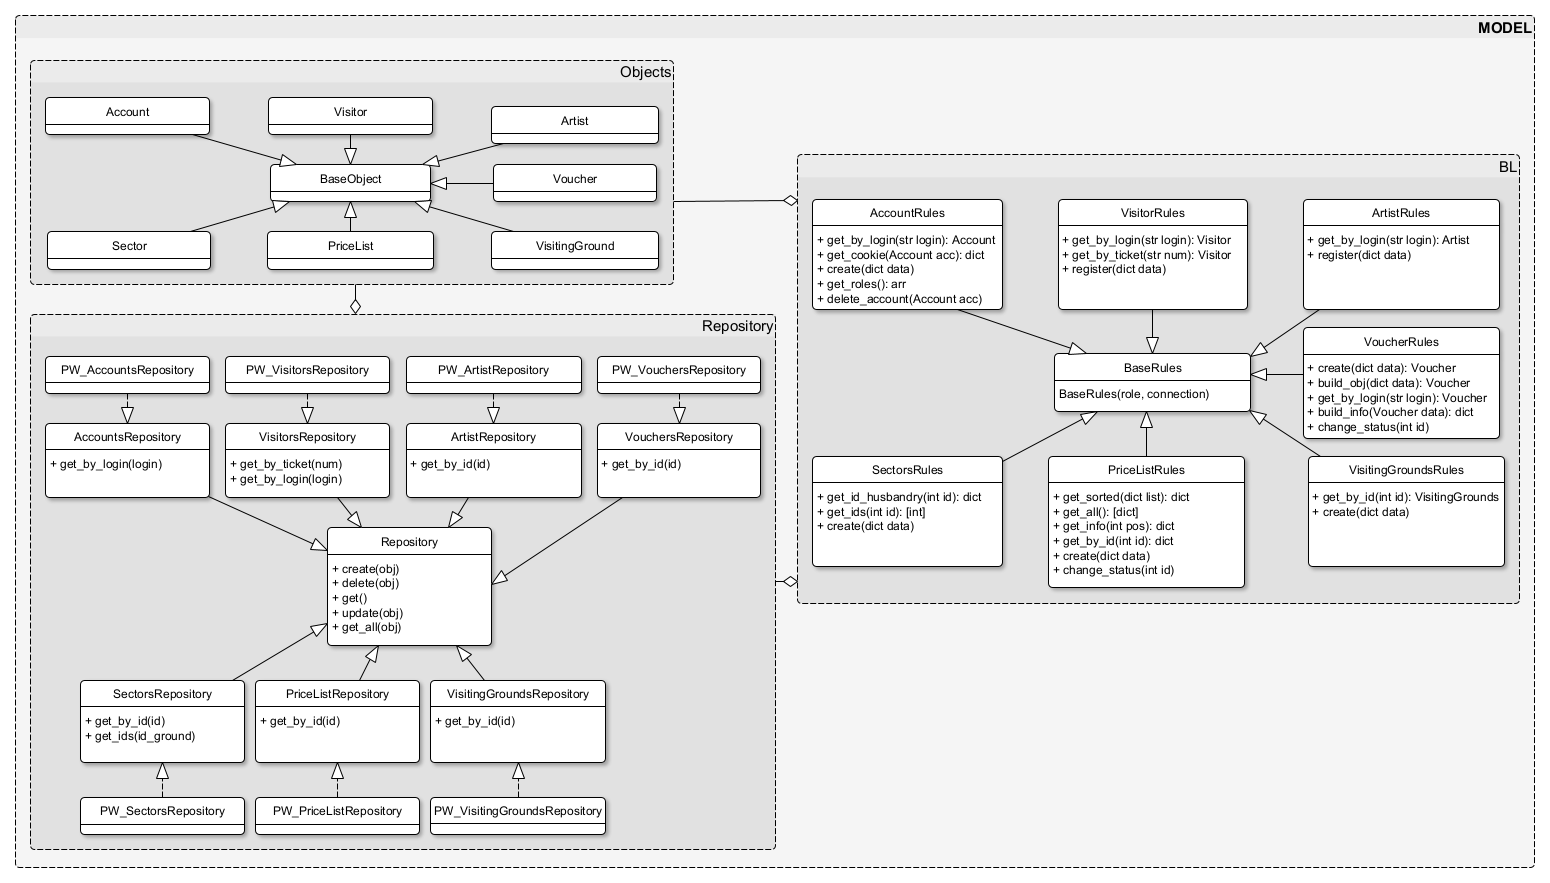 MODEL
Objects
Account
Visitor
Artist
BaseObject
Voucher
Sector
PriceList
VisitingGround
BL
AccountRules
+ get_by_login(str login): Account
+ get_cookie(Account acc): dict
+ create(dict data)
+ get_roles(): arr
+ delete_account(Account acc)
VisitorRules
+ get_by_login(str login): Visitor
+ get_by_ticket(str num): Visitor
+ register(dict data)
ArtistRules
+ get_by_login(str login): Artist
+ register(dict data)
BaseRules
BaseRules(role, connection)
VoucherRules
+ create(dict data): Voucher
+ build_obj(dict data): Voucher
+ get_by_login(str login): Voucher
+ build_info(Voucher data): dict
+ change_status(int id)
SectorsRules
+ get_id_husbandry(int id): dict
+ get_ids(int id): [int]
+ create(dict data)
PriceListRules
+ get_sorted(dict list): dict
+ get_all(): [dict]
+ get_info(int pos): dict
+ get_by_id(int id): dict
+ create(dict data)
+ change_status(int id)
VisitingGroundsRules
+ get_by_id(int id): VisitingGrounds
+ create(dict data)
Repository
PW_AccountsRepository
PW_VisitorsRepository
PW_ArtistRepository
PW_VouchersRepository
AccountsRepository
+ get_by_login(login)
VisitorsRepository
+ get_by_ticket(num)
+ get_by_login(login)
ArtistRepository
+ get_by_id(id)
VouchersRepository
+ get_by_id(id)
Repository
+ create(obj)
+ delete(obj)
+ get()
+ update(obj)
+ get_all(obj)
SectorsRepository
+ get_by_id(id)
+ get_ids(id_ground)
PriceListRepository
+ get_by_id(id)
VisitingGroundsRepository
+ get_by_id(id)
PW_SectorsRepository
PW_PriceListRepository
PW_VisitingGroundsRepository